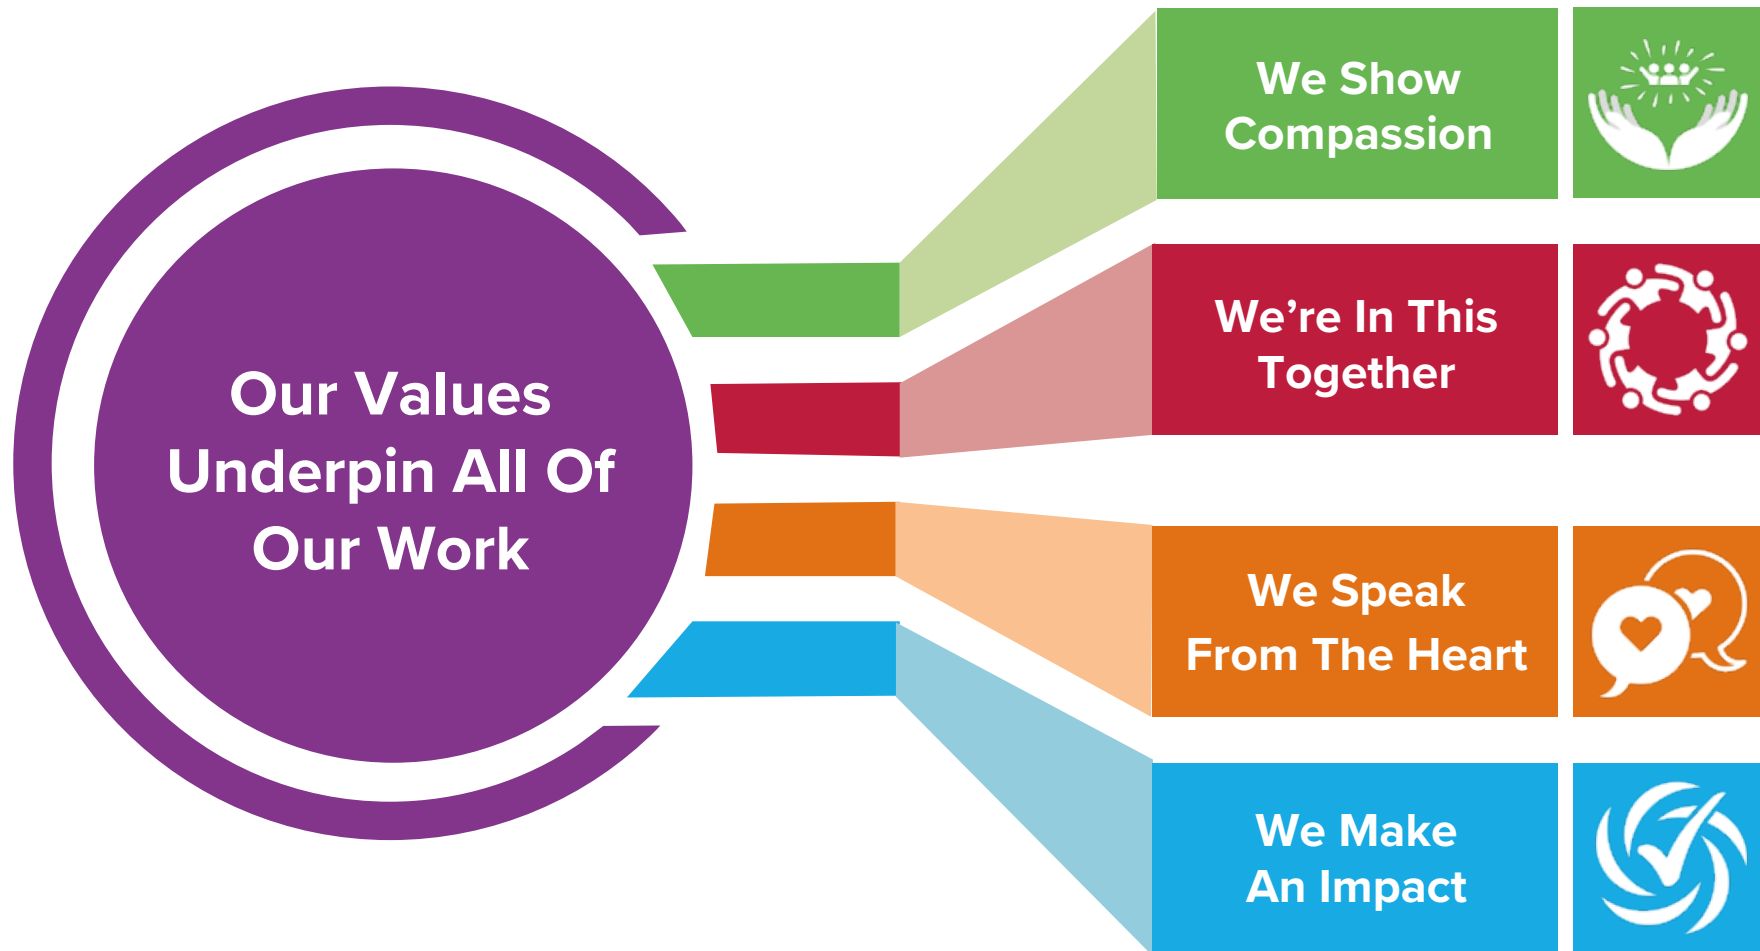 Our Values
Underpin All Of
Our Work
We Show
Compassion
We’re In This
Together
We Speak
From The Heart
We Make
An Impact